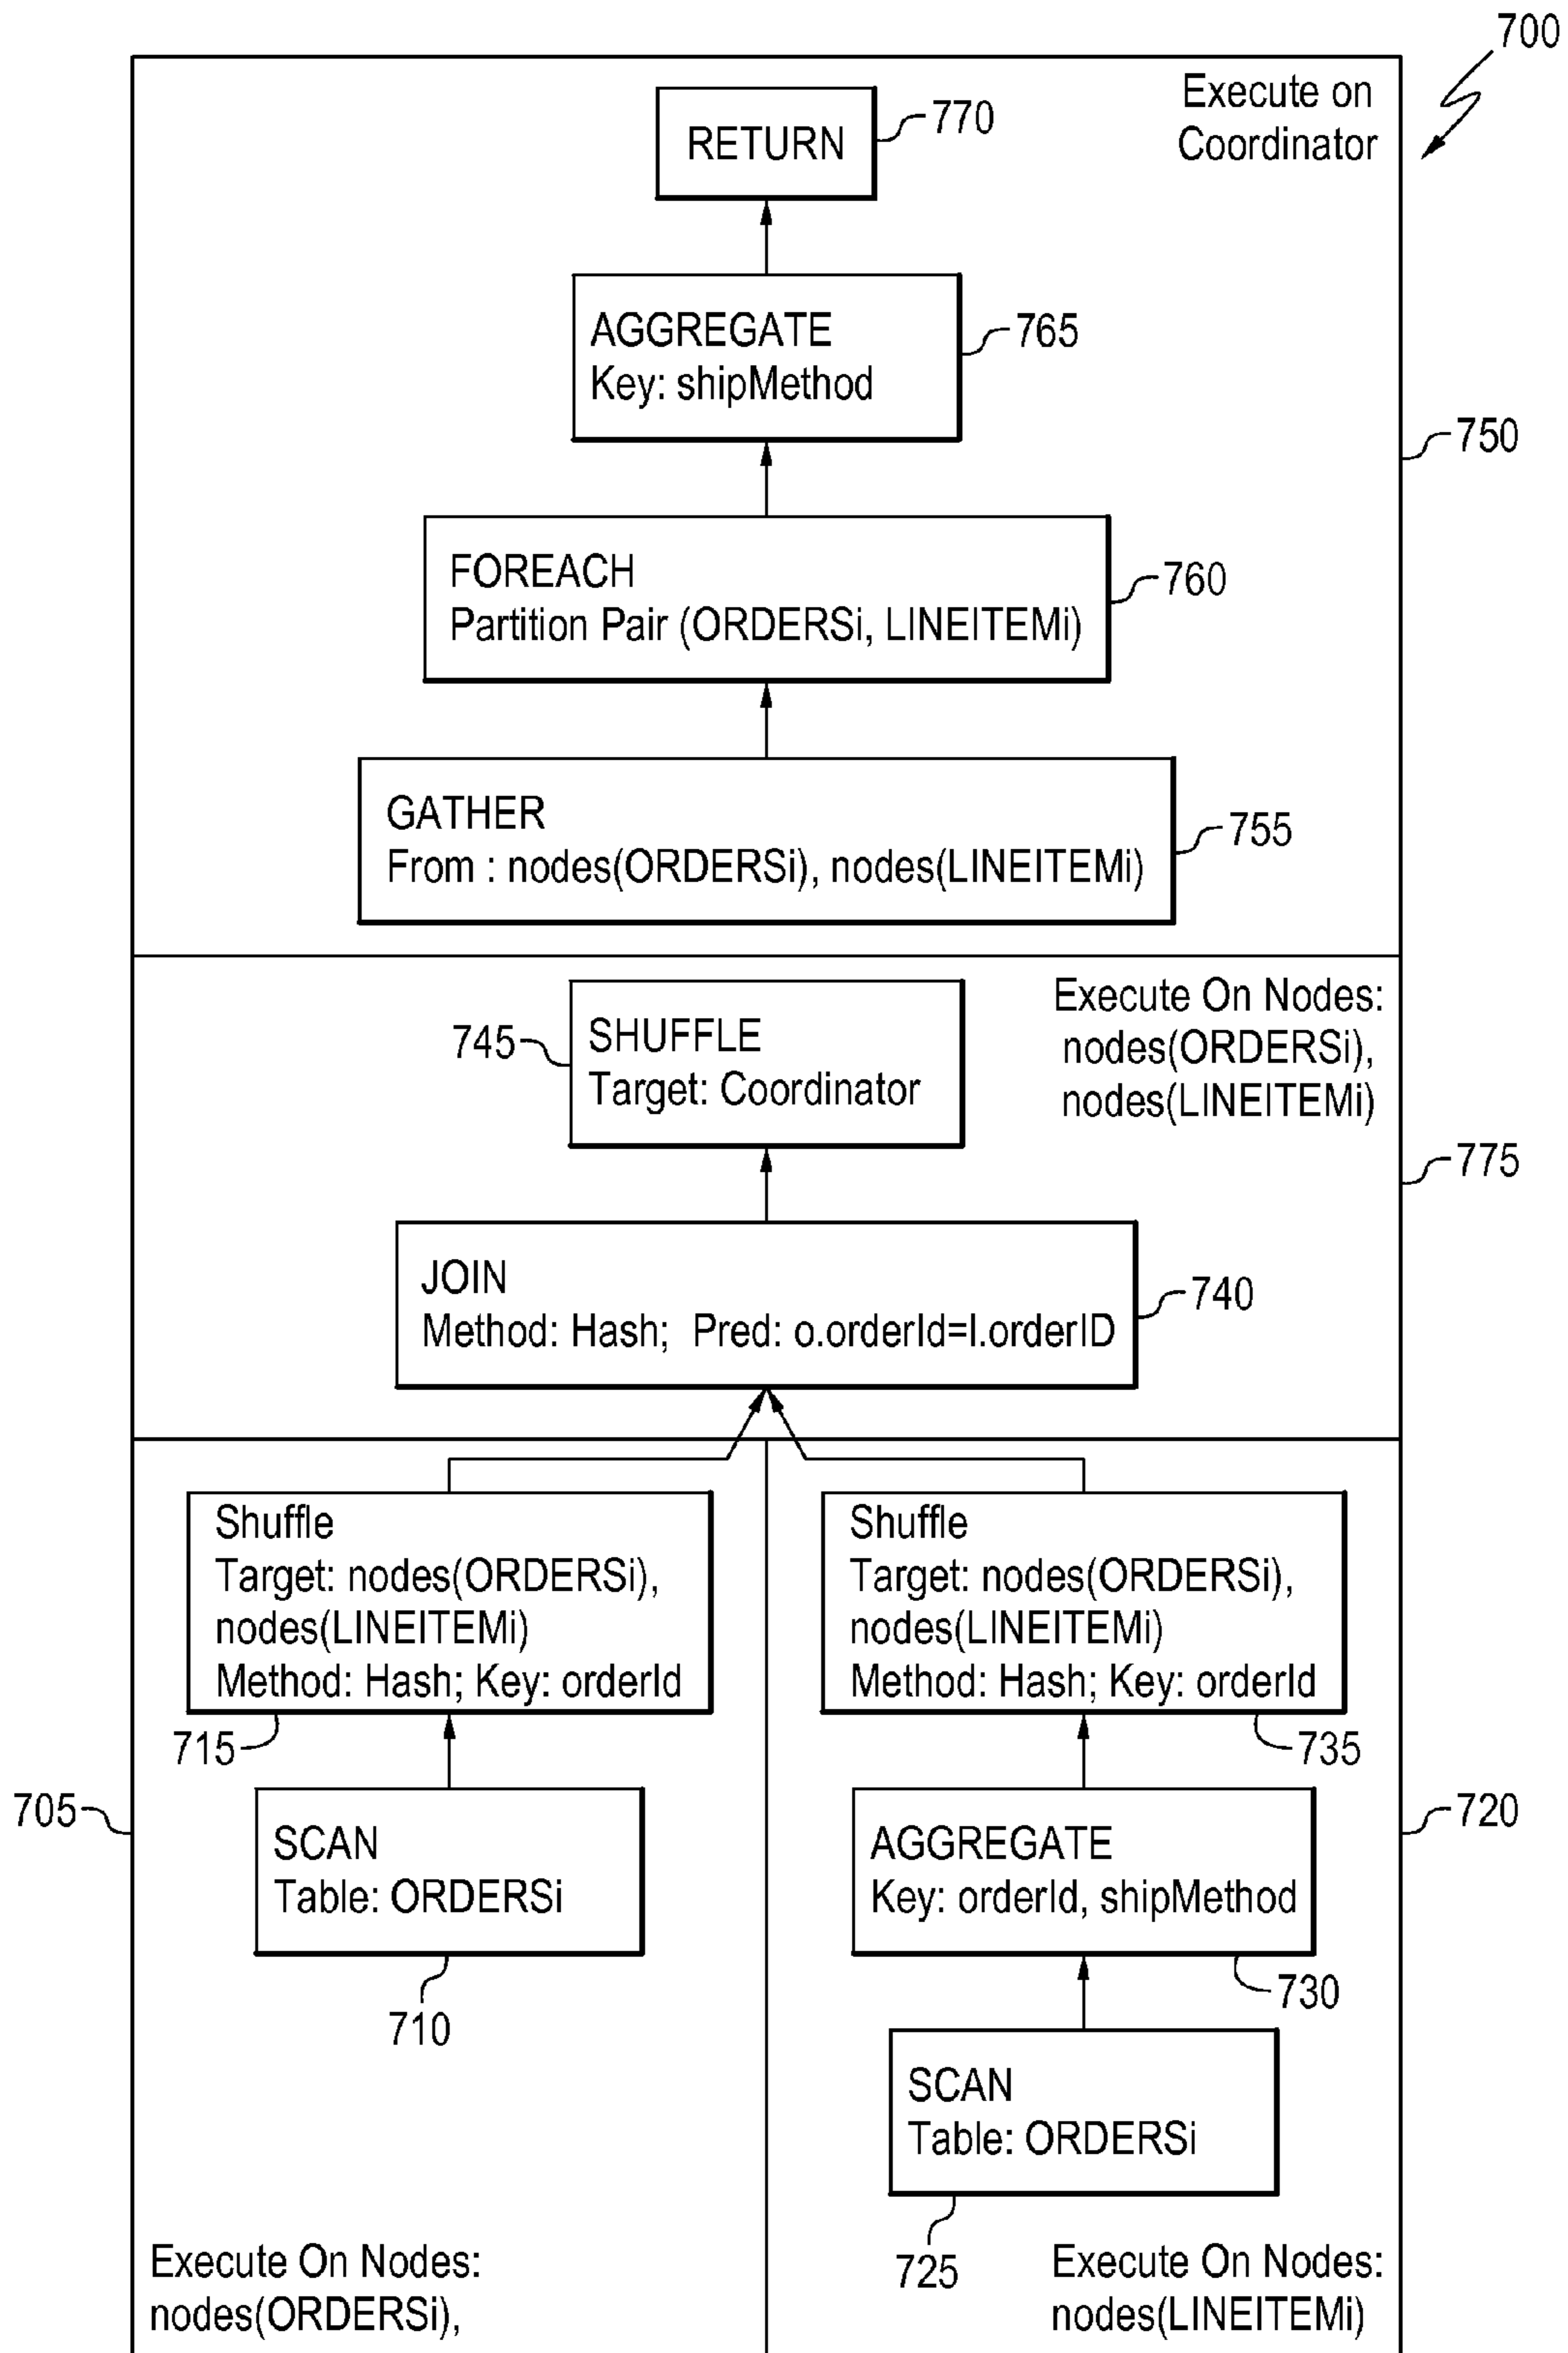 700
Execute on
Coordinator
RETURN
770
AGGREGATE
Key: shipMethod
765
750
FOREACH
Partition Pair (ORDERSi, LINEITEMi)
760
GATHER
From : nodes(ORDERSi), nodes(LINEITEMi)
755
Execute On Nodes:
nodes(ORDERSi),
nodes(LINEITEMi)
745
SHUFFLE
Target: Coordinator
775
JOIN
Method: Hash; Pred: o.orderId=l.orderID
740
Shuffle
Target: nodes(ORDERSi),
nodes(LINEITEMi)
Method: Hash; Key: orderId
715
Shuffle
Target: nodes(ORDERSi),
nodes(LINEITEMi)
Method: Hash; Key: orderId
735
705
SCAN
Table: ORDERSi
710
AGGREGATE
Key: orderId, shipMethod
730
720
SCAN
Table: ORDERSi
725
Execute On Nodes:
nodes(ORDERSi),
Execute On Nodes:
nodes(LINEITEMi)